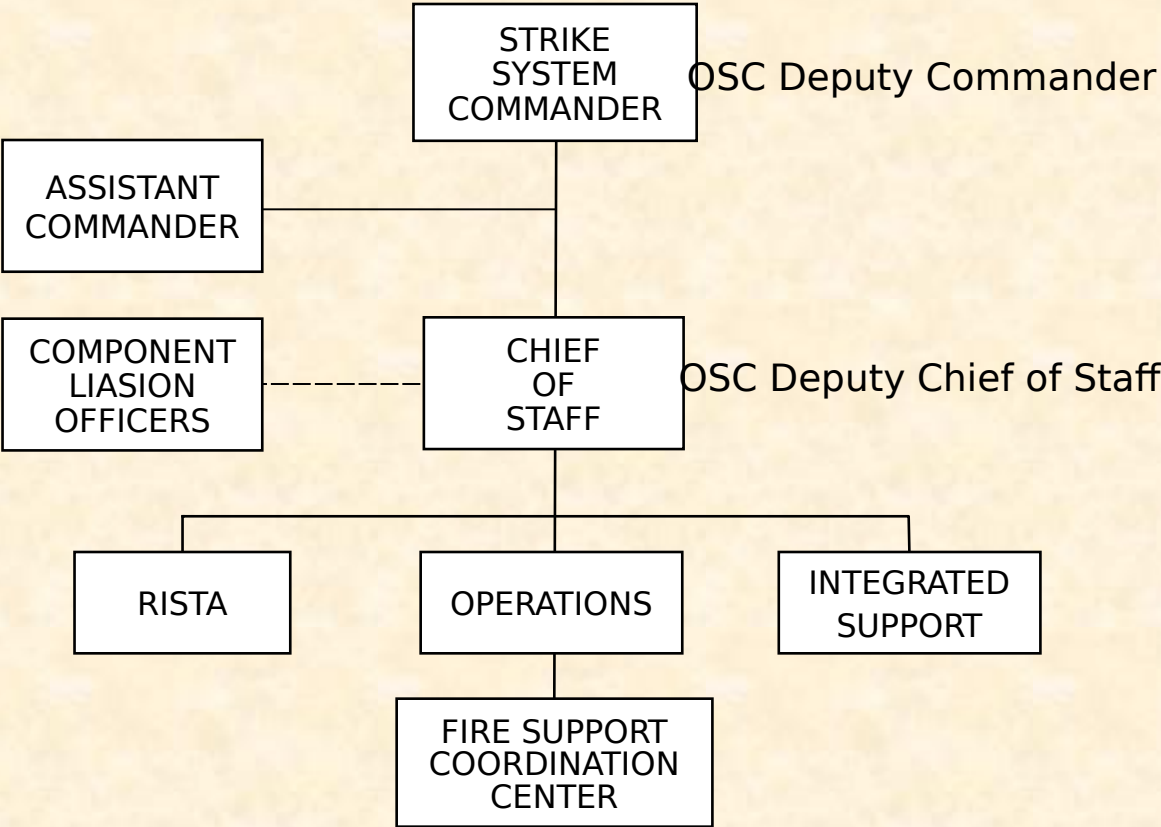 STRIKE
SYSTEM
COMMANDER
OSC Deputy Commander
ASSISTANT
COMMANDER
COMPONENT
LIASION
OFFICERS
CHIEF
OF
STAFF
OSC Deputy Chief of Staff
RISTA
OPERATIONS
INTEGRATED
SUPPORT
FIRE SUPPORT
COORDINATION
CENTER